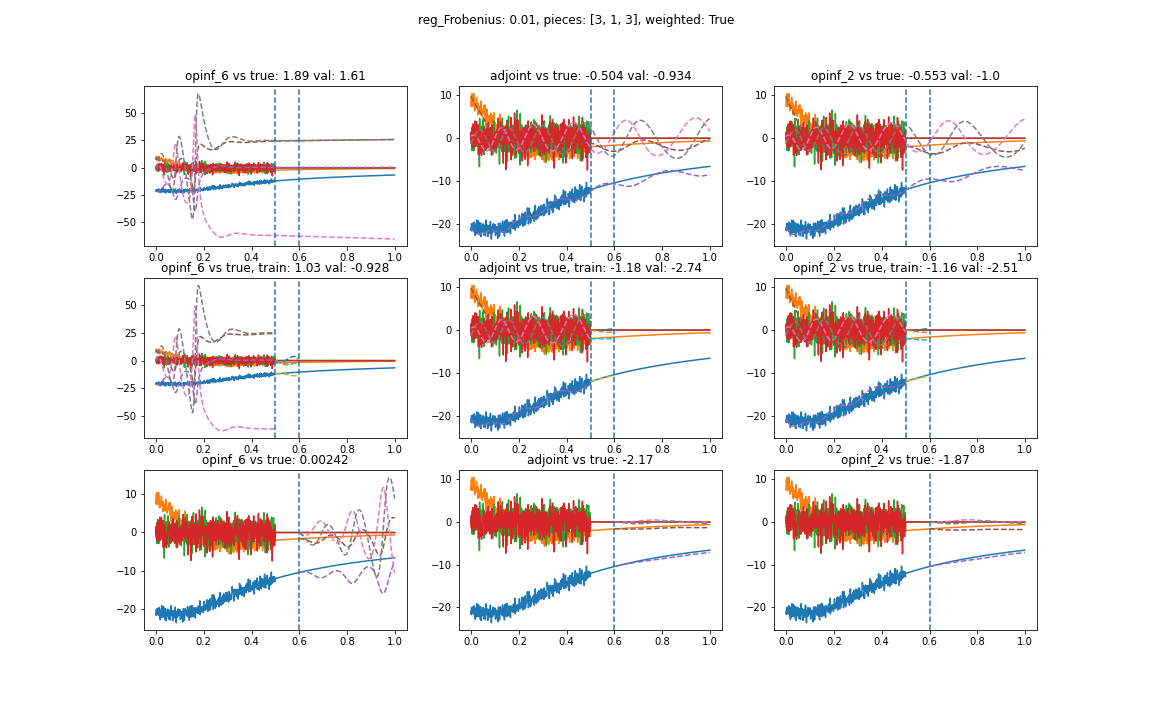 reg_Frobenius: 0.01, pieces: [3, 1, 3], weighted: True
opinf_6 vs true: 1.89 val: 1.61
50
25
0
−25
−50
0.0 0.2 0.4 0.6 0.8 1.0
adjoint vs true: -0.504 val: -0.934
10
0
−10
−20
0.0 0.2 0.4 0.6 0.8 1.0
opinf_2 vs true: -0.553 val: -1.0
10
0
−10
−20
0.0 0.2 0.4 0.6 0.8 1.0
opinf_6 vs true, train: 1.03 val: -0.928
50
25
0
−25
−50
0.0 0.2 0.4 0.6 0.8 1.0
adjoint vs true, train: -1.18 val: -2.74
10
0
−10
−20
0.0 0.2 0.4 0.6 0.8 1.0
opinf_2 vs true, train: -1.16 val: -2.51
10
0
−10
−20
0.0 0.2 0.4 0.6 0.8 1.0
opinf_6 vs true: 0.00242
10
0
−10
−20
0.0 0.2 0.4 0.6 0.8 1.0
adjoint vs true: -2.17
10
0
−10
−20
0.0 0.2 0.4 0.6 0.8 1.0
opinf_2 vs true: -1.87
10
0
−10
−20
0.0 0.2 0.4 0.6 0.8 1.0